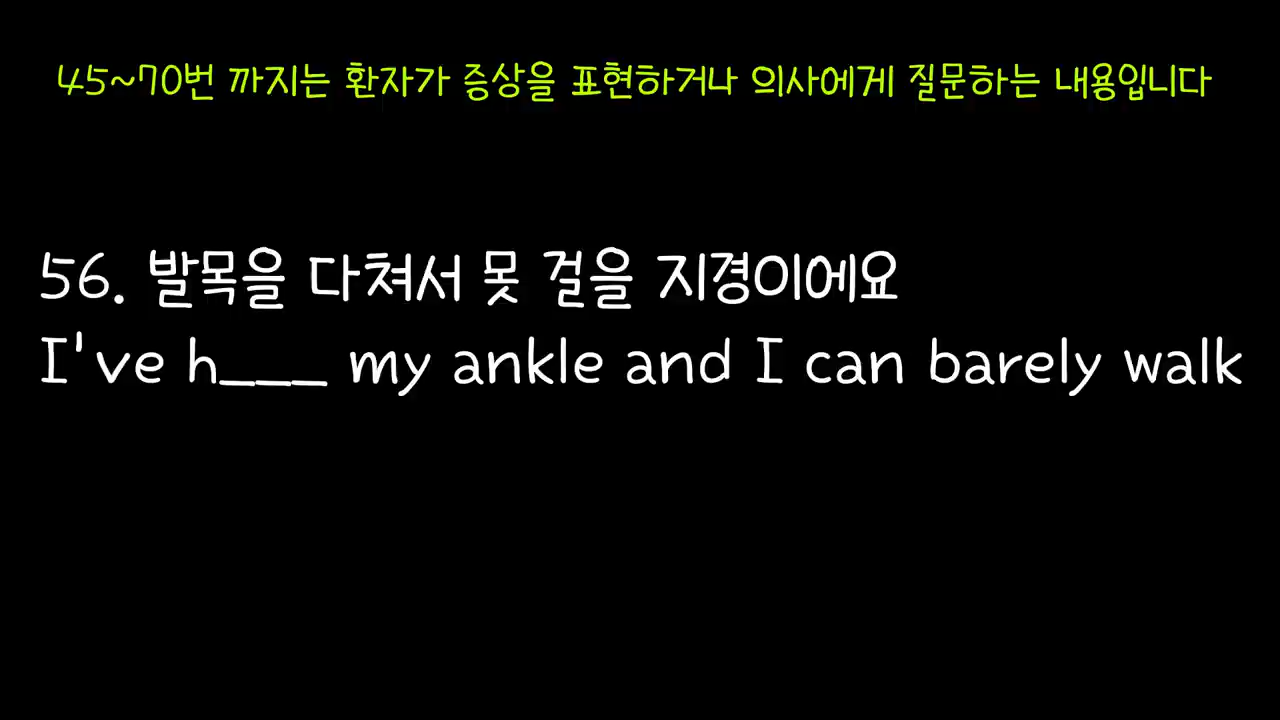 45~70번 까지는 환자가 증상을 표현하거나 의사에게 질문하는 내용입니다
56. 발목을 다쳐서 못 걸을 지경이에요
I've h___ my ankle and I can barely walk